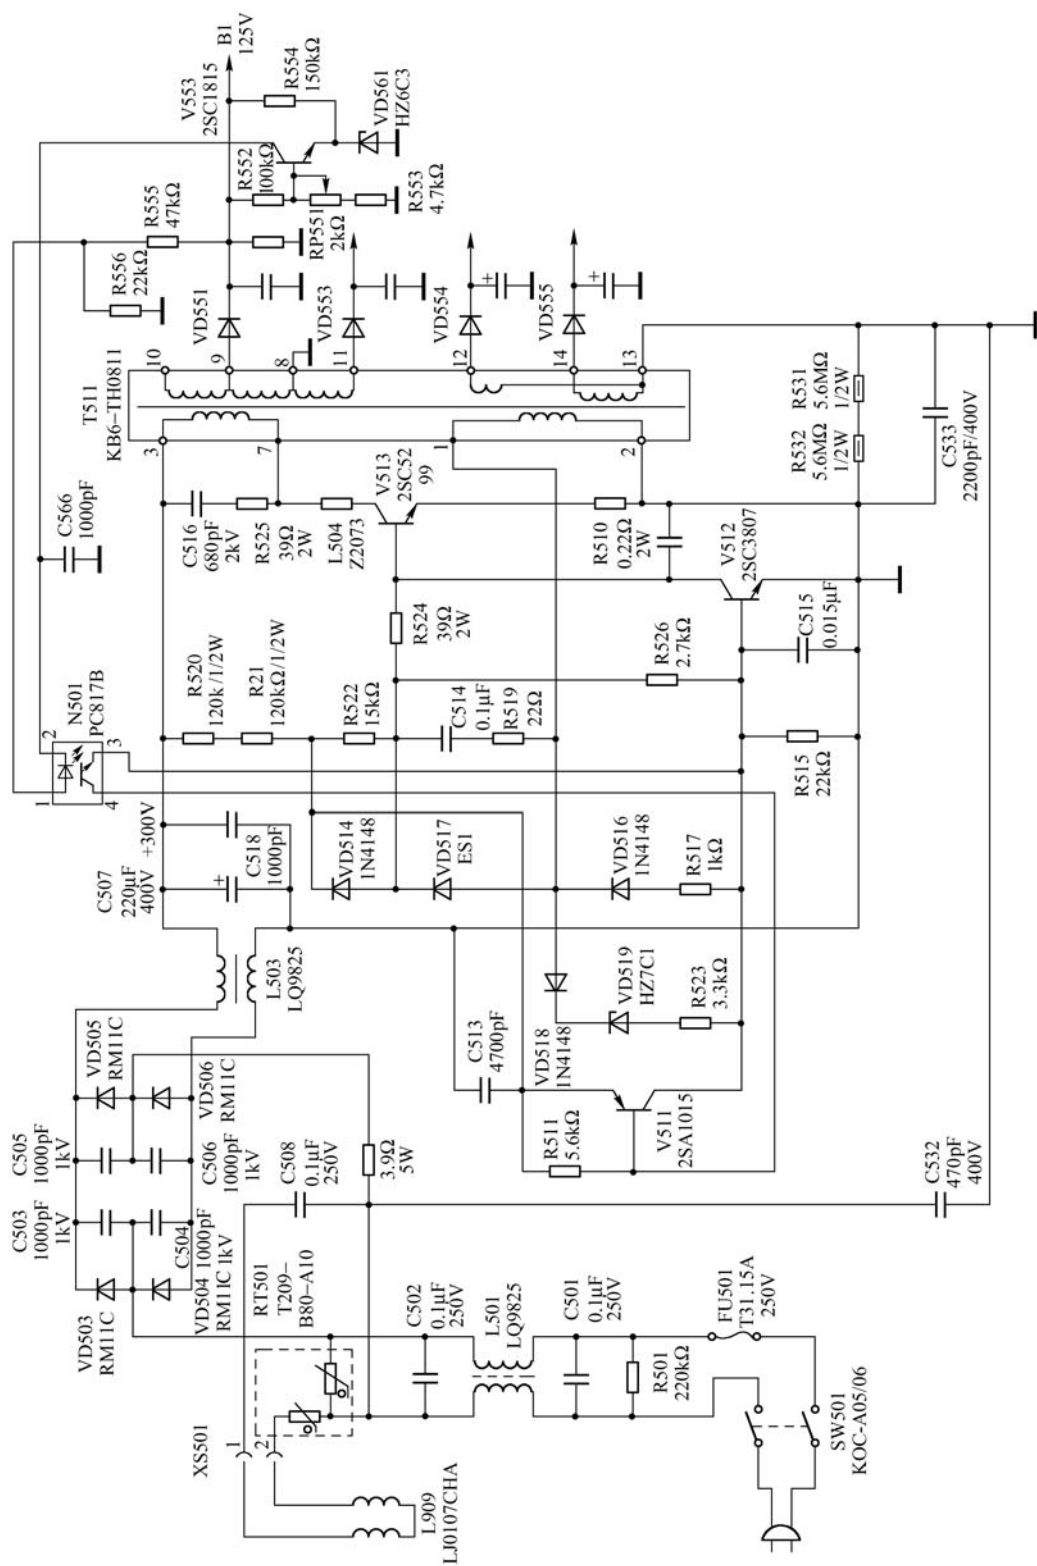 B1
125V
V553
2SC1815
R554
150kΩ
VD561
HZ6C3
R552
100kΩ
RP551
2kΩ
R553
4.7kΩ
R555
47kΩ
R556
22kΩ
VD551
VD553
VD554
VD555
10
9
8
11
12
14
13
T511
KB6-TH0811
3
7
1
2
C566
1000pF
C516
680pF
2kV
R525
39Ω
2W
L504
Z2073
V513
2SC52
99
R510
0.22Ω
2W
R532
5.6MΩ
1/2W
R531
5.6MΩ
1/2W
C533
2200pF/400V
V512
2SC3807
C515
0.015μF
R524
39Ω
2W
R526
2.7kΩ
R520
120k/1/2W
R21
120kΩ/1/2W
R522
15kΩ
C514
0.1μF
R519
22Ω
R515
22kΩ
N501
PC817B
1
2
3
4
+300V
C507
220μF
400V
C518
1000pF
VD514
1N4148
VD517
ES1
VD516
1N4148
R517
1kΩ
L503
LQ9825
VD519
HZ7C1
R523
3.3kΩ
VD518
1N4148
C513
4700pF
R511
5.6kΩ
V511
2SA1015
VD505
RM11C
VD506
RM11C
C505
1000pF
1kV
C506
1000pF
1kV
C503
1000pF
1kV
C504
1000pF
1kV
VD503
RM11C
VD504
RM11C
C508
0.1μF
250V
3.9Ω
5W
C532
470pF
400V
RT501
T209-
B80-A10
C502
0.1μF
250V
L501
LQ9825
C501
0.1μF
250V
R501
220kΩ
FU501
T31.15A
250V
XS501
1
2
L909
LJ0107CHA
SW501
KOC-A05/06